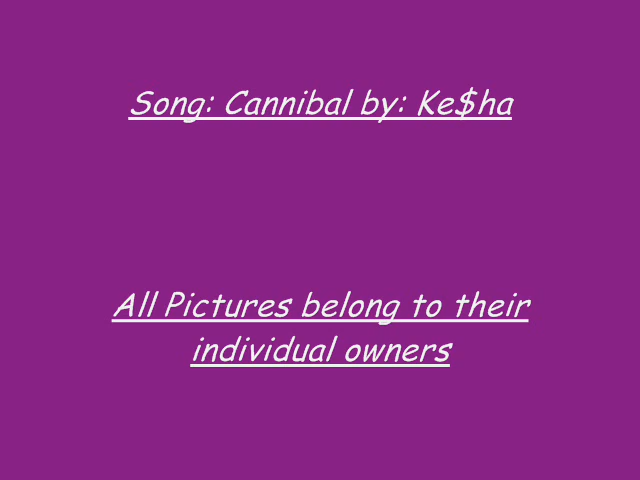 Song: Cannibal by: Ke$ha
All Pictures belong to their
individual owners